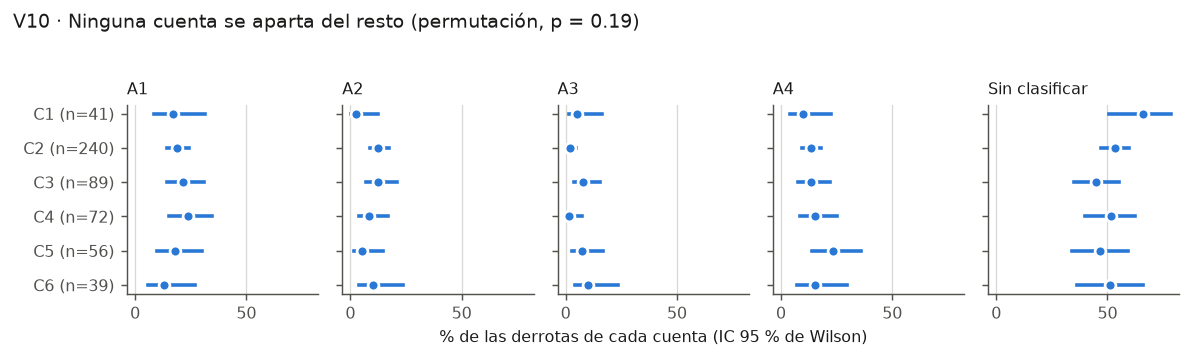 V10 · Ninguna cuenta se aparta del resto (permutación, p = 0.19)
A1
A2
A3
A4
Sin clasificar
C1 (n=41)
C2 (n=240)
C3 (n=89)
C4 (n=72)
C5 (n=56)
C6 (n=39)
0 50 0 50 0 50 0 50 0 50
% de las derrotas de cada cuenta (IC 95 % de Wilson)